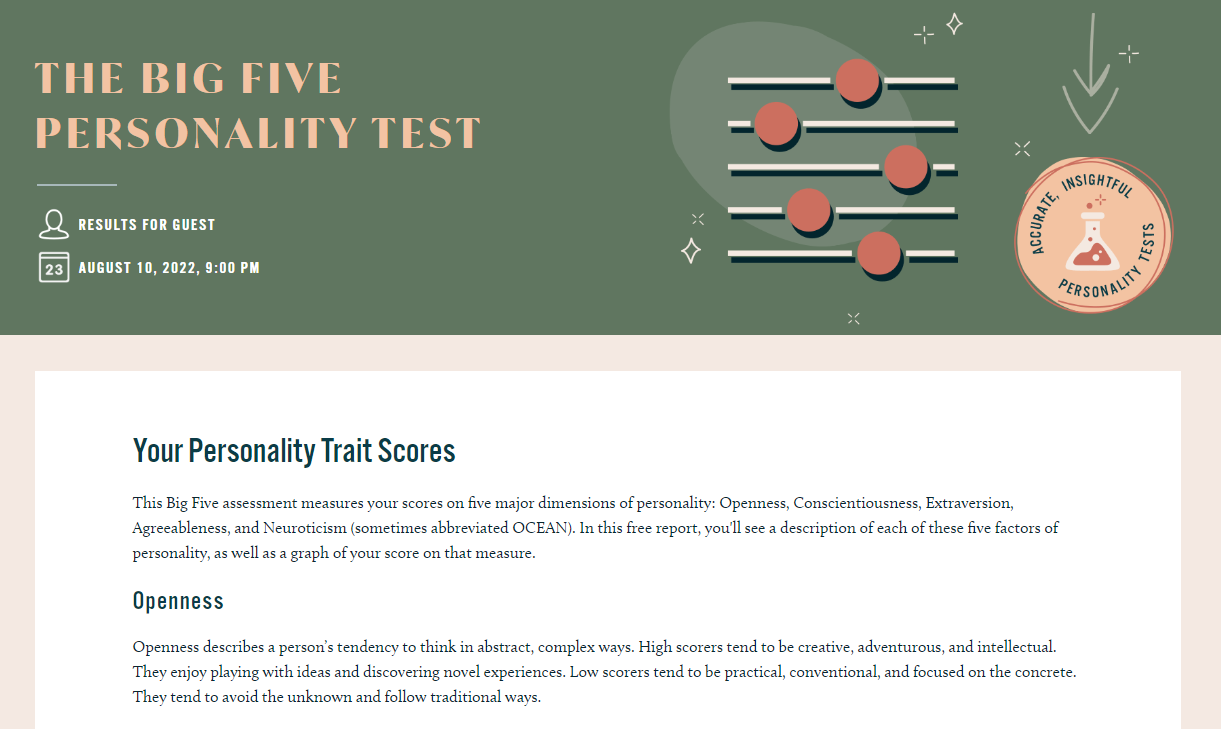 THE BIG FIVE
PERSONALITY TEST
RESULTS FOR GUEST
23
AUGUST 10, 2022, 9:00 PM
ACCURATE, INSIGHTFUL
PERSONALITY TESTS
Your Personality Trait Scores
This Big Five assessment measures your scores on five major dimensions of personality: Openness, Conscientiousness, Extraversion,
Agreeableness, and Neuroticism (sometimes abbreviated OCEAN). In this free report, you'll see a description of each of these five factors of
personality, as well as a graph of your score on that measure.
Openness
Openness describes a person’s tendency to think in abstract, complex ways. High scorers tend to be creative, adventurous, and intellectual.
They enjoy playing with ideas and discovering novel experiences. Low scorers tend to be practical, conventional, and focused on the concrete.
They tend to avoid the unknown and follow traditional ways.